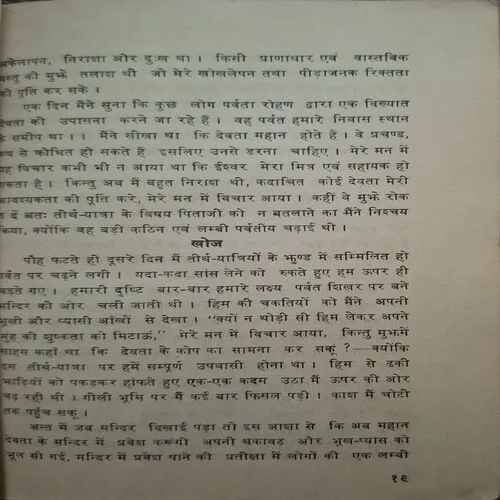 अकेलापन, निराशा और दुःख था । किसी प्राणाधार एवं वास्तविक
वस्तु की मुझे तलाश थी जो मेरे खोखलेपन तथा पीड़ाजनक रिक्तता
की पूर्ति कर सके ।
एक दिन मैंने सुना कि कुछ लोग पर्वता रोहण द्वारा एक विख्यात
देवता की उपासना करने जा रहे हैं । वह पर्वत हमारे निवास स्थान
के समीप था । । मैंने सीखा था कि देवता महान होते हैं । वे प्रचण्ड,
रूप से क्रोधित हो सकते हैं इसलिए उनसे डरना चाहिए । मेरे मन में
यह विचार कभी भी न आया था कि ईश्वर मेरा मित्र एवं सहायक हो
सकता है । किन्तु अब मैं बहुत निराश थी, कदाचित कोई देवता मेरी
आवश्यकता की पूर्ति करे, मेरे मन में विचार आया । कहीं वे मुझे रोक
न दें अतः तीर्थ-यात्रा के विषय पिताजी को न बतलाने का मैंने निश्चय
किया, क्योंकि वह बड़ी कठिन एवं लम्बी पर्वतीय चढ़ाई थी ।
खोज
पौह फटते ही दूसरे दिन मैं तीर्थ-यात्रियों के झुण्ड में सम्मिलित हो
पर्वत पर चढ़ने लगी । यदा-कदा सांस लेने को रुकते हुए हम ऊपर ही
बढ़ते गए । हमारी दृष्टि बार-बार हमारे लक्ष्य पर्वत शिखर पर बने
मन्दिर की ओर चली जाती थी । हिम की चकतियों को मैंने अपनी
भूखी और प्यासी आँखों से देखा । "क्यों न थोड़ी सी हिम लेकर अपने
मुंह की शुष्कता को मिटाऊं," मेरे मन में विचार आया, किन्तु मुझमें
साहस कहां था कि देवता के कोप का सामना कर सकूं ? —क्योंकि
इस तीर्थ-यात्रा पर हमें सम्पूर्ण उपवासी होना था । हिम से ढकी
झाड़ियों को पकड़कर हांफते हुए एक-एक कदम उठा मैं ऊपर की ओर
चढ़ रही थी । गीली भूमि पर मैं कई बार फिसल पड़ी । काश मैं चोटी
तक पहुँच सकू ।
अस्त में जब मन्दिर दिखाई पड़ा तो इस आशा से कि अब महान
देवता के मन्दिर में प्रवेश करूंगी अपनी थकावट और भूख-प्यास को
भूल सी गई, मन्दिर में प्रवेश पाने की प्रतीक्षा में लोगों की एक लम्बी
१९